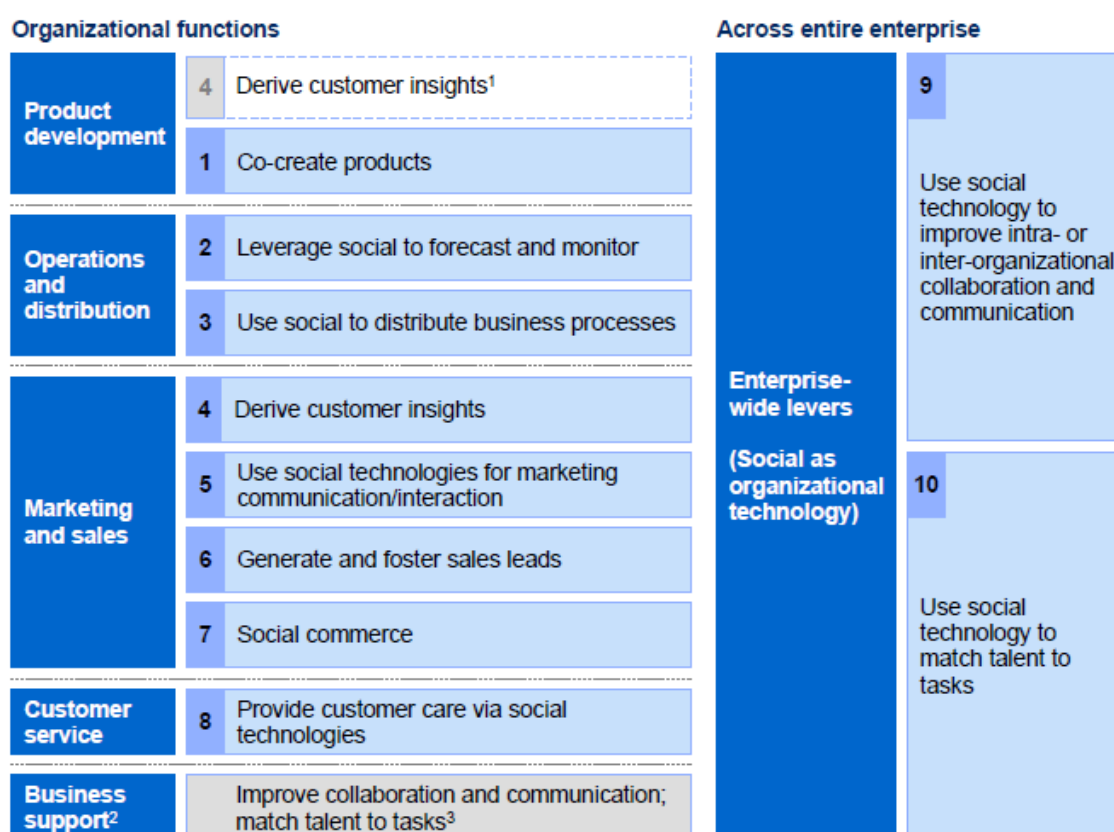 Organizational functions
Product
development
4
Derive customer insights¹
1
Co-create products
Operations
and
distribution
2
Leverage social to forecast and monitor
3
Use social to distribute business processes
Marketing
and sales
4
Derive customer insights
5
Use social technologies for marketing
communication/interaction
6
Generate and foster sales leads
7
Social commerce
Customer
service
8
Provide customer care via social
technologies
Business
support²
Improve collaboration and communication;
match talent to tasks³
Across entire enterprise
Enterprise-
wide levers
(Social as
organizational
technology)
9
Use social
technology to
improve intra- or
inter-organizational
collaboration and
communication
10
Use social
technology to
match talent to
tasks